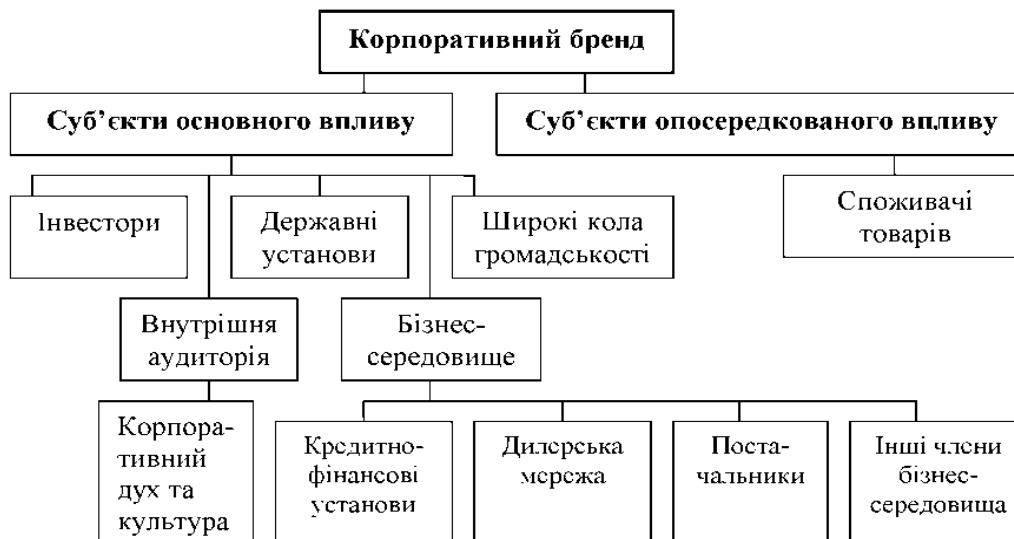 Корпоративний бренд
Суб’єкти основного впливу
Суб’єкти опосередкованого впливу
Інвестори
Державні
установи
Широкі кола
громадськості
Споживачі
товарів
Внутрішня
аудиторія
Бізнес-
середовище
Корпора-
тивний
дух та
культура
Кредитно-
фінансові
установи
Дилерська
мережа
Поста-
чальники
Інші члени
бізнес-
середовища